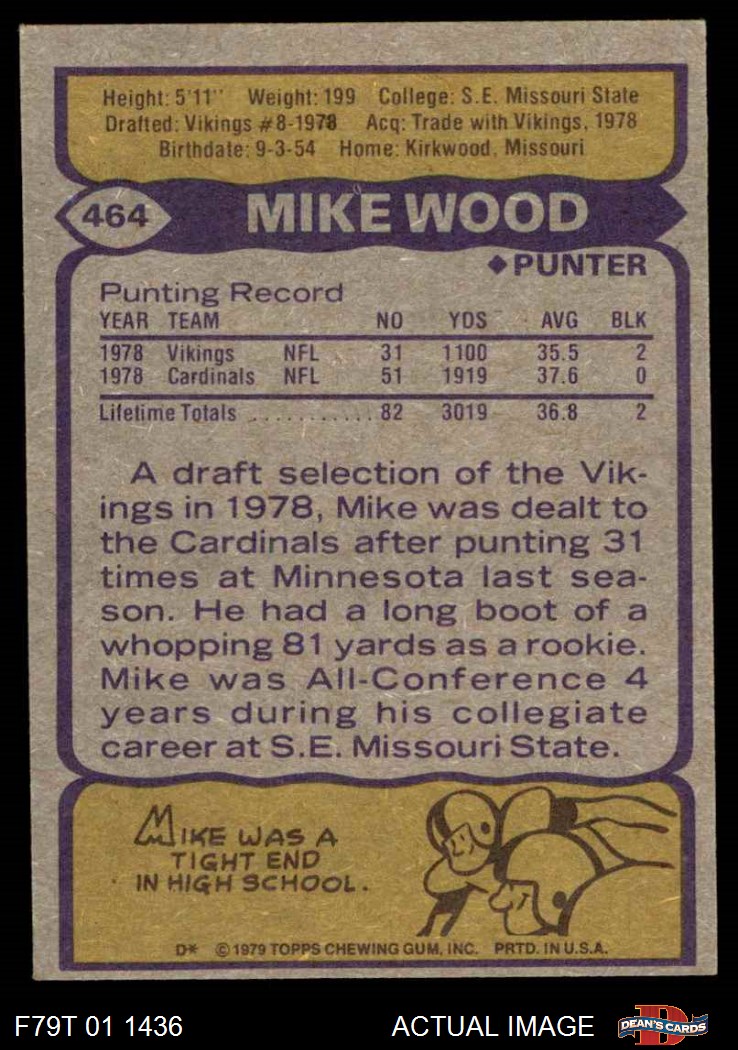 Height: 5'11" Weight: 199 College: S.E. Missouri State
Drafted: Vikings #8-1978 Acq: Trade with Vikings, 1978
Birthdate: 9-3-54 Home: Kirkwood, Missouri
464 MIKE WOOD
◆PUNTER
Punting Record
YEAR TEAM NO YDS AVG BLK
1978 Vikings NFL 31 1100 35.5 2
1978 Cardinals NFL 51 1919 37.6 0
Lifetime Totals ............ 82 3019 36.8 2
A draft selection of the Vik-
ings in 1978, Mike was dealt to
the Cardinals after punting 31
times at Minnesota last sea-
son. He had a long boot of a
whopping 81 yards as a rookie.
Mike was All-Conference 4
years during his collegiate
career at S.E. Missouri State.
MIKE WAS A
TIGHT END
IN HIGH SCHOOL.
D* © 1979 TOPPS CHEWING GUM, INC. PRTD. IN U.S.A.
F79T 01 1436 ACTUAL IMAGE D DEAN'S CARDS